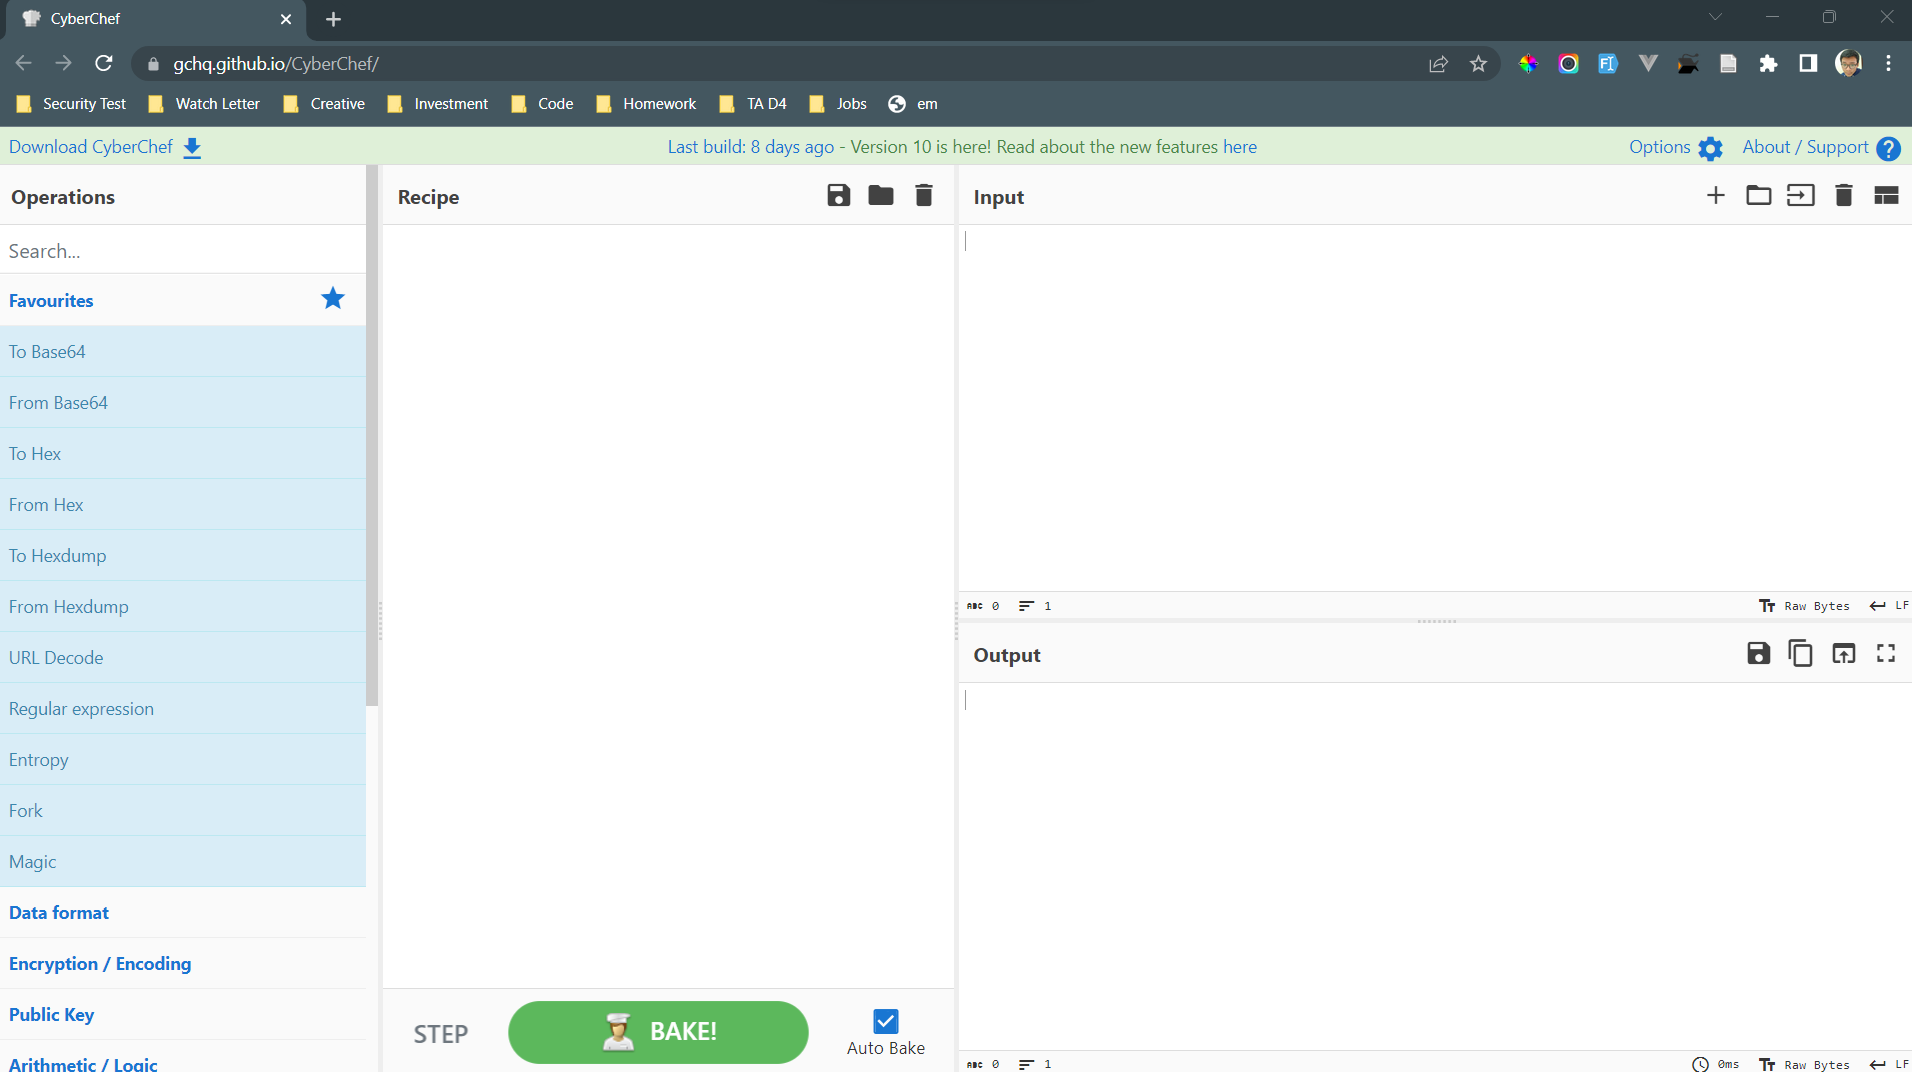 CyberChef
gchq.github.io/CyberChef/
Security Test Watch Letter Creative Investment Code Homework TA D4 Jobs em
Download CyberChef Last build: 8 days ago - Version 10 is here! Read about the new features here Options About / Support
Operations
Search...
Favourites
To Base64
From Base64
To Hex
From Hex
To Hexdump
From Hexdump
URL Decode
Regular expression
Entropy
Fork
Magic
Data format
Encryption / Encoding
Public Key
Arithmetic / Logic
Recipe
STEP
BAKE!
Auto Bake
Input
ABC 0 1 Raw Bytes LF
Output
ABC 0 1 0ms Raw Bytes LF